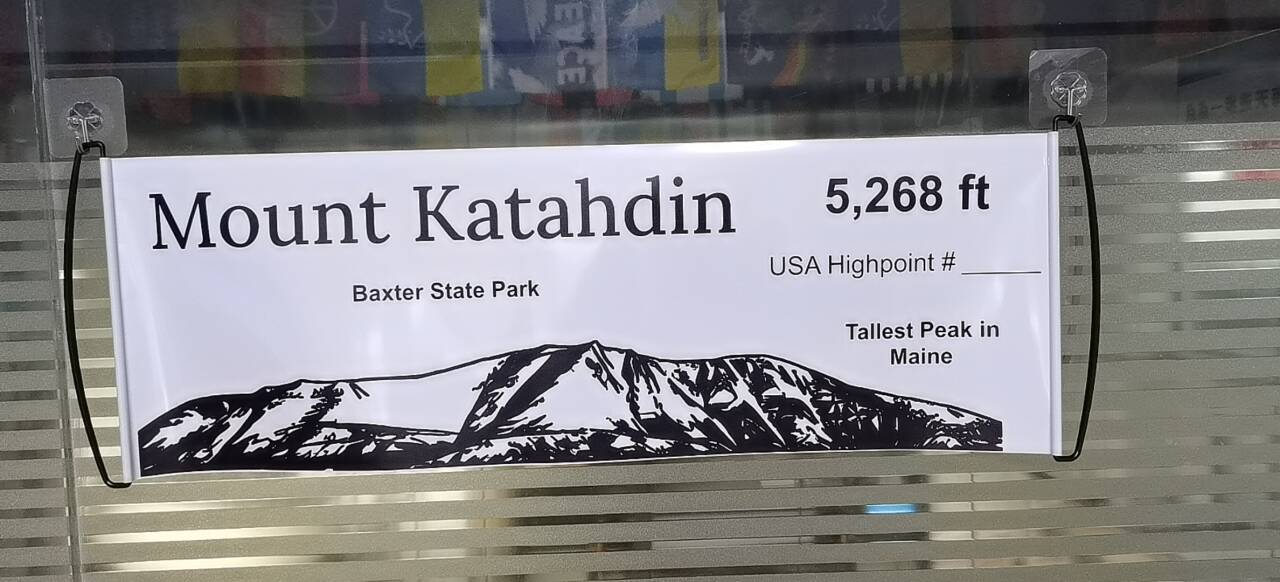 Mount Katahdin
5,268 ft
USA Highpoint # ______
Baxter State Park
Tallest Peak in
Maine